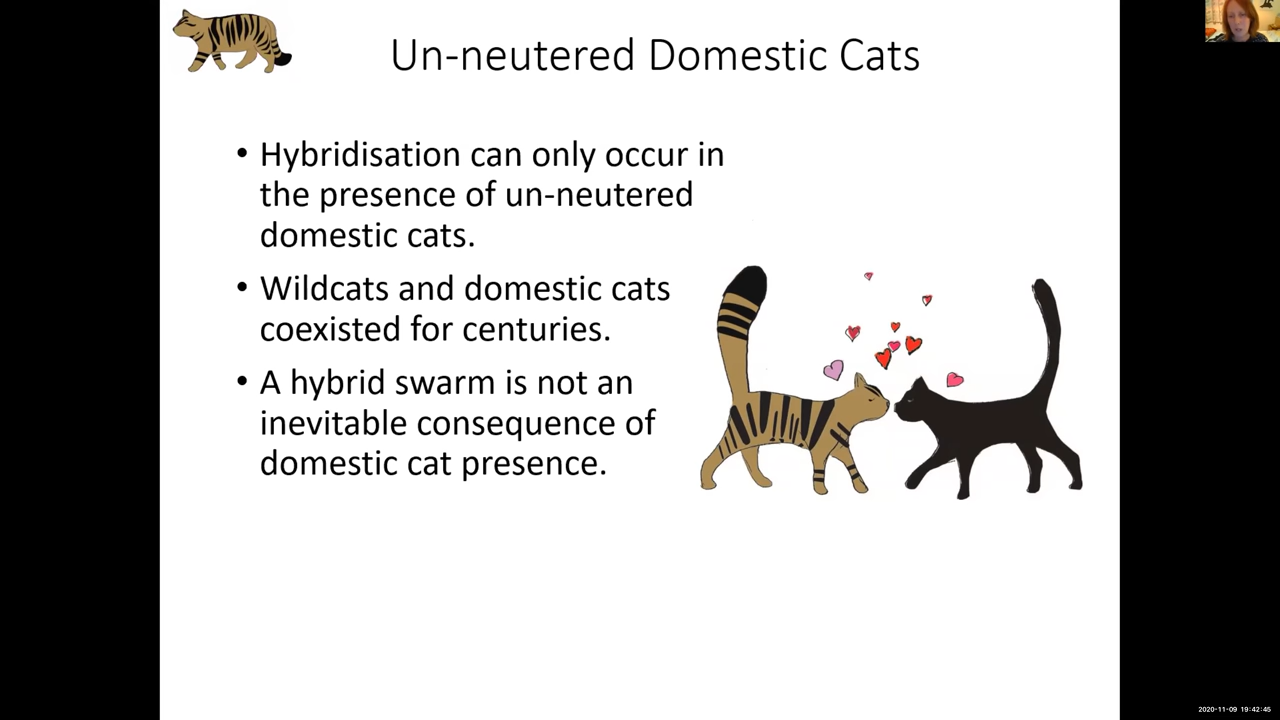 Un-neutered Domestic Cats
• Hybridisation can only occur in
the presence of un-neutered
domestic cats.
• Wildcats and domestic cats
coexisted for centuries.
• A hybrid swarm is not an
inevitable consequence of
domestic cat presence.
2020-11-09 19:42:45